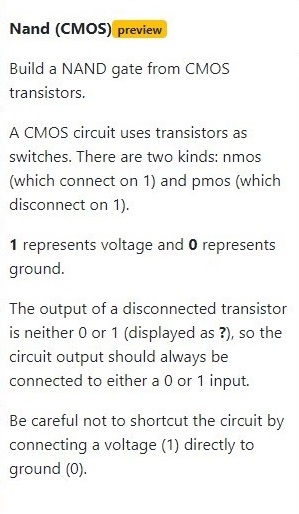 Nand (CMOS) preview
Build a NAND gate from CMOS
transistors.
A CMOS circuit uses transistors as
switches. There are two kinds: nmos
(which connect on 1) and pmos (which
disconnect on 1).
1 represents voltage and 0 represents
ground.
The output of a disconnected transistor
is neither 0 or 1 (displayed as ?), so the
circuit output should always be
connected to either a 0 or 1 input.
Be careful not to shortcut the circuit by
connecting a voltage (1) directly to
ground (0).